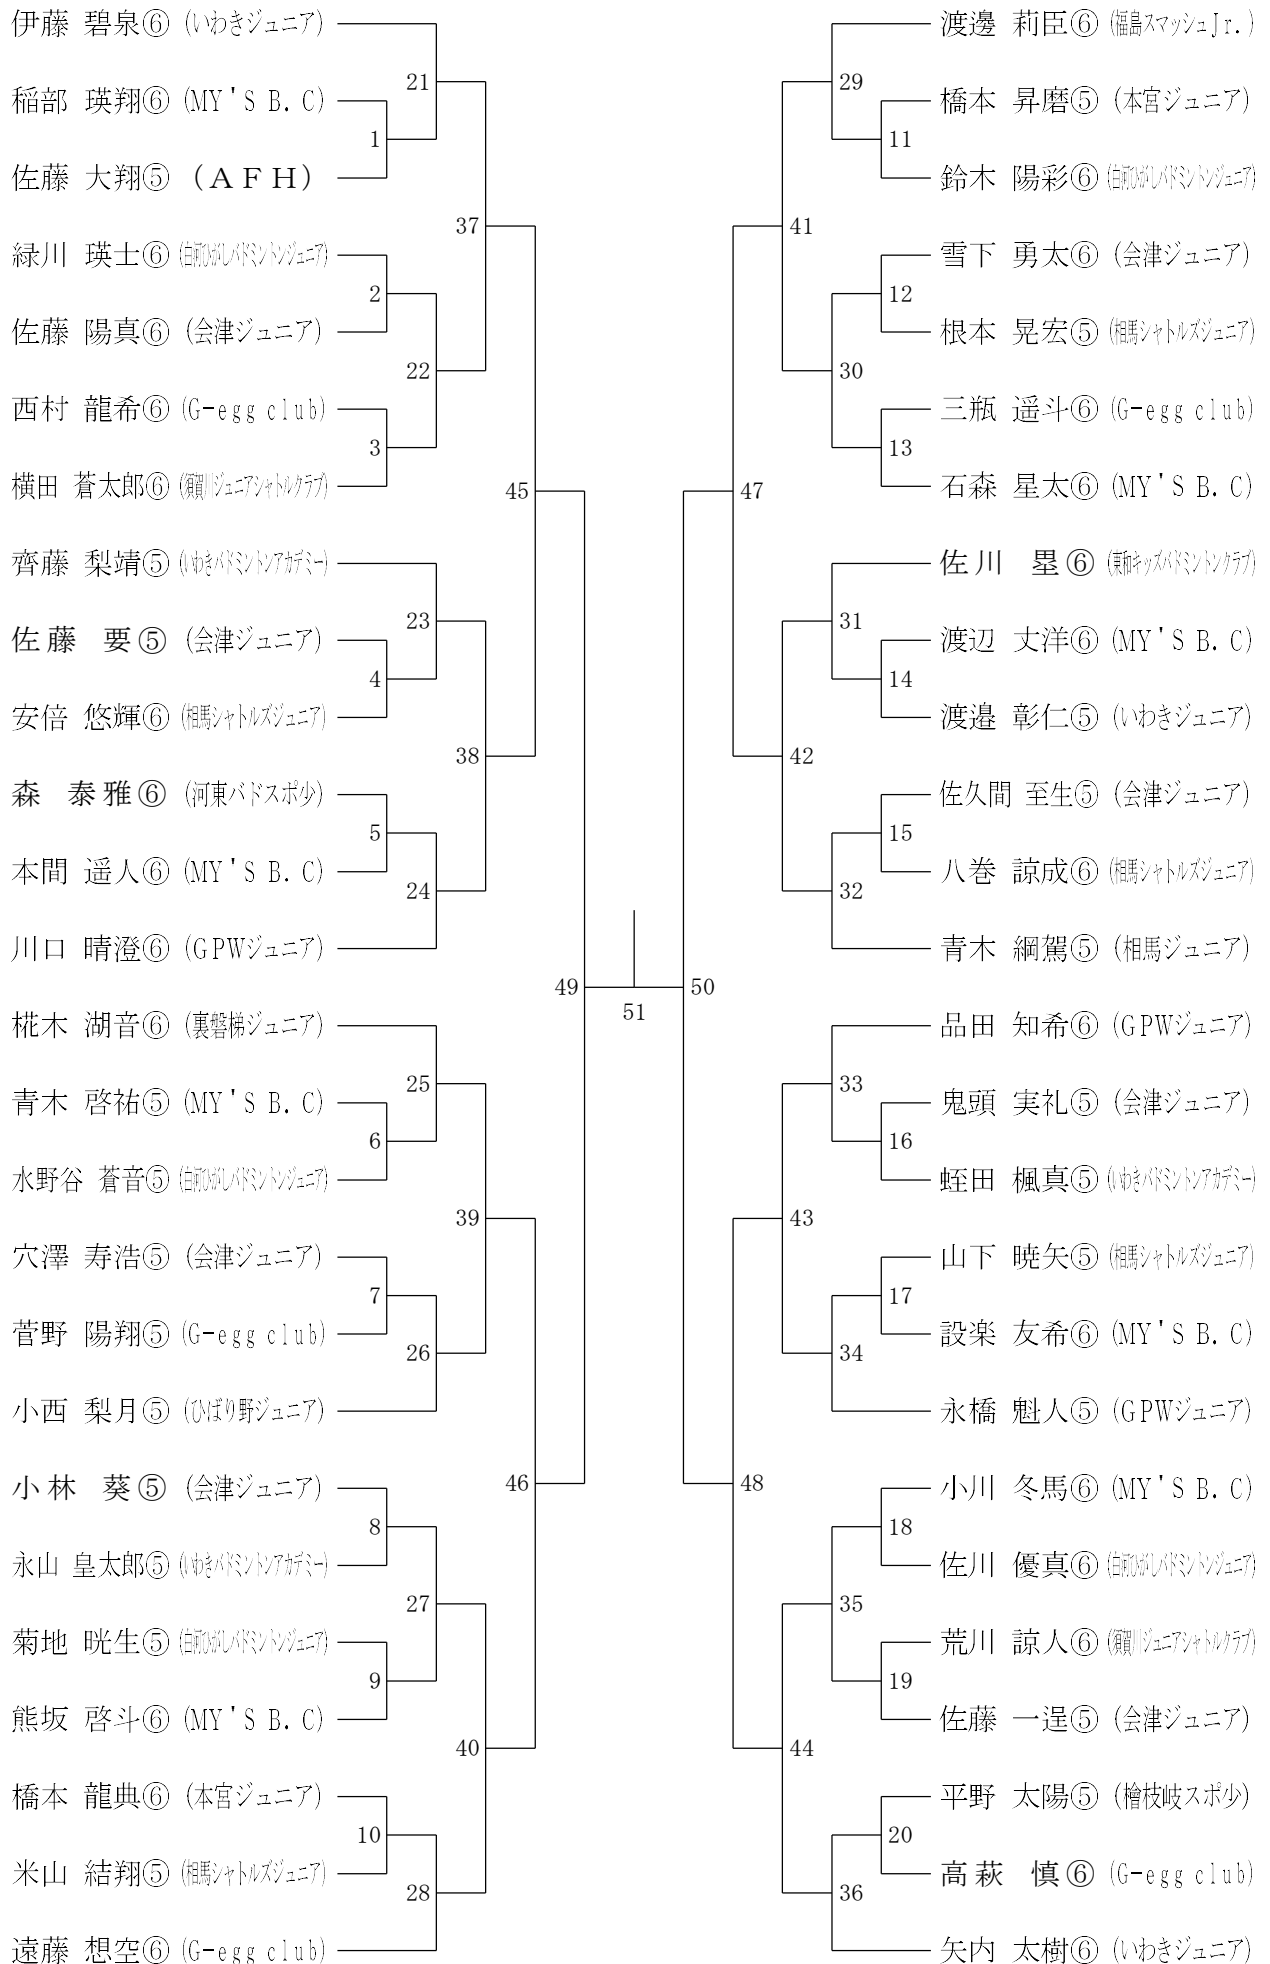 伊藤 碧泉⑥ (いわきジュニア)
21
稲部 瑛翔⑥ (MY'S B.C)
1
佐藤 大翔⑤ (AFH)
37
緑川 瑛士⑥ (白河ひがしバドミントンジュニア)
2
佐藤 陽真⑥ (会津ジュニア)
22
西村 龍希⑥ (G-egg club)
3
横田 蒼太郎⑥ (須賀川ジュニアシャトルクラブ)
45
齊藤 梨靖⑤ (いわきバドミントンアカデミー)
23
佐藤 要⑤ (会津ジュニア)
4
安倍 悠輝⑥ (相馬シャトルズジュニア)
38
森 泰雅⑥ (河東バドスポ少)
5
本間 遥人⑥ (MY'S B.C)
24
川口 晴澄⑥ (GPWジュニア)
49
椛木 湖音⑥ (裏磐梯ジュニア)
25
青木 啓祐⑤ (MY'S B.C)
6
水野谷 蒼音⑤ (白河ひがしバドミントンジュニア)
39
穴澤 寿浩⑤ (会津ジュニア)
7
菅野 陽翔⑤ (G-egg club)
26
小西 梨月⑤ (ひばり野ジュニア)
46
小林 葵⑤ (会津ジュニア)
8
永山 皇太郎⑤ (いわきバドミントンアカデミー)
27
菊地 晄生⑤ (白河ひがしバドミントンジュニア)
9
熊坂 啓斗⑥ (MY'S B.C)
40
橋本 龍典⑥ (本宮ジュニア)
10
米山 結翔⑤ (相馬シャトルズジュニア)
28
遠藤 想空⑥ (G-egg club)
51
渡邊 莉臣⑥ (福島スマッシュJr.)
29
橋本 昇磨⑤ (本宮ジュニア)
11
鈴木 陽彩⑥ (白河ひがしバドミントンジュニア)
41
雪下 勇太⑥ (会津ジュニア)
12
根本 晃宏⑤ (相馬シャトルズジュニア)
30
三瓶 遥斗⑥ (G-egg club)
13
石森 星太⑥ (MY'S B.C)
47
佐川 塁⑥ (東和キッズバドミントンクラブ)
31
渡辺 丈洋⑥ (MY'S B.C)
14
渡邉 彰仁⑤ (いわきジュニア)
42
佐久間 至生⑤ (会津ジュニア)
15
八巻 諒成⑥ (相馬シャトルズジュニア)
32
青木 綱駕⑤ (相馬ジュニア)
50
品田 知希⑥ (GPWジュニア)
33
鬼頭 実礼⑤ (会津ジュニア)
16
蛭田 楓真⑤ (いわきバドミントンアカデミー)
43
山下 暁矢⑤ (相馬シャトルズジュニア)
17
設楽 友希⑥ (MY'S B.C)
34
永橋 魁人⑤ (GPWジュニア)
48
小川 冬馬⑥ (MY'S B.C)
18
佐川 優真⑥ (白河ひがしバドミントンジュニア)
35
荒川 諒人⑥ (須賀川ジュニアシャトルクラブ)
19
佐藤 一逞⑤ (会津ジュニア)
44
平野 太陽⑤ (檜枝岐スポ少)
20
高萩 慎⑥ (G-egg club)
36
矢内 太樹⑥ (いわきジュニア)